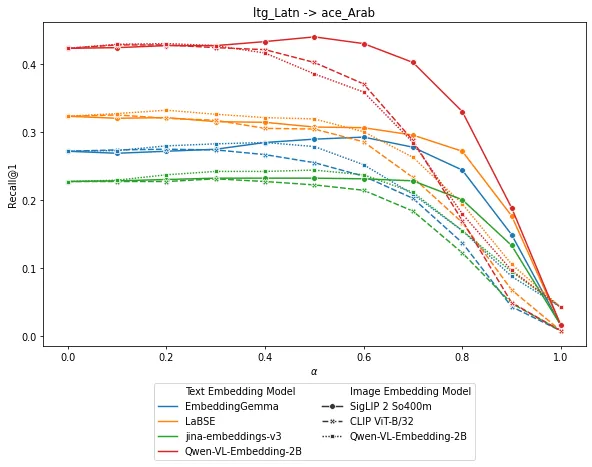 ltg_Latn -> ace_Arab
Recall@1
0.4
0.3
0.2
0.1
0.0
0.0 0.2 0.4 0.6 0.8 1.0
α
Text Embedding Model
EmbeddingGemma
LaBSE
jina-embeddings-v3
Qwen-VL-Embedding-2B
Image Embedding Model
SigLIP 2 So400m
CLIP ViT-B/32
Qwen-VL-Embedding-2B